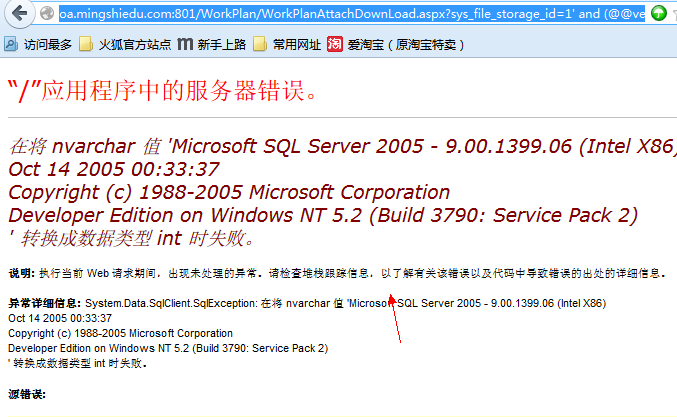 oa.mingshiedu.com:801/WorkPlan/WorkPlanAttachDownLoad.aspx?sys_file_storage_id=1' and (@@ve
访问最多 火狐官方站点 新手上路 常用网址 爱淘宝（原淘宝特卖）
“/”应用程序中的服务器错误。
在将 nvarchar 值 'Microsoft SQL Server 2005 - 9.00.1399.06 (Intel X86)
Oct 14 2005 00:33:37
Copyright (c) 1988-2005 Microsoft Corporation
Developer Edition on Windows NT 5.2 (Build 3790: Service Pack 2)
' 转换成数据类型 int 时失败。
说明: 执行当前 Web 请求期间，出现未处理的异常。请检查堆栈跟踪信息，以了解有关该错误以及代码中导致错误的出处的详细信息。
异常详细信息: System.Data.SqlClient.SqlException: 在将 nvarchar 值 'Microsoft SQL Server 2005 - 9.00.1399.06 (Intel X86)
Oct 14 2005 00:33:37
Copyright (c) 1988-2005 Microsoft Corporation
Developer Edition on Windows NT 5.2 (Build 3790: Service Pack 2)
' 转换成数据类型 int 时失败。
源错误: